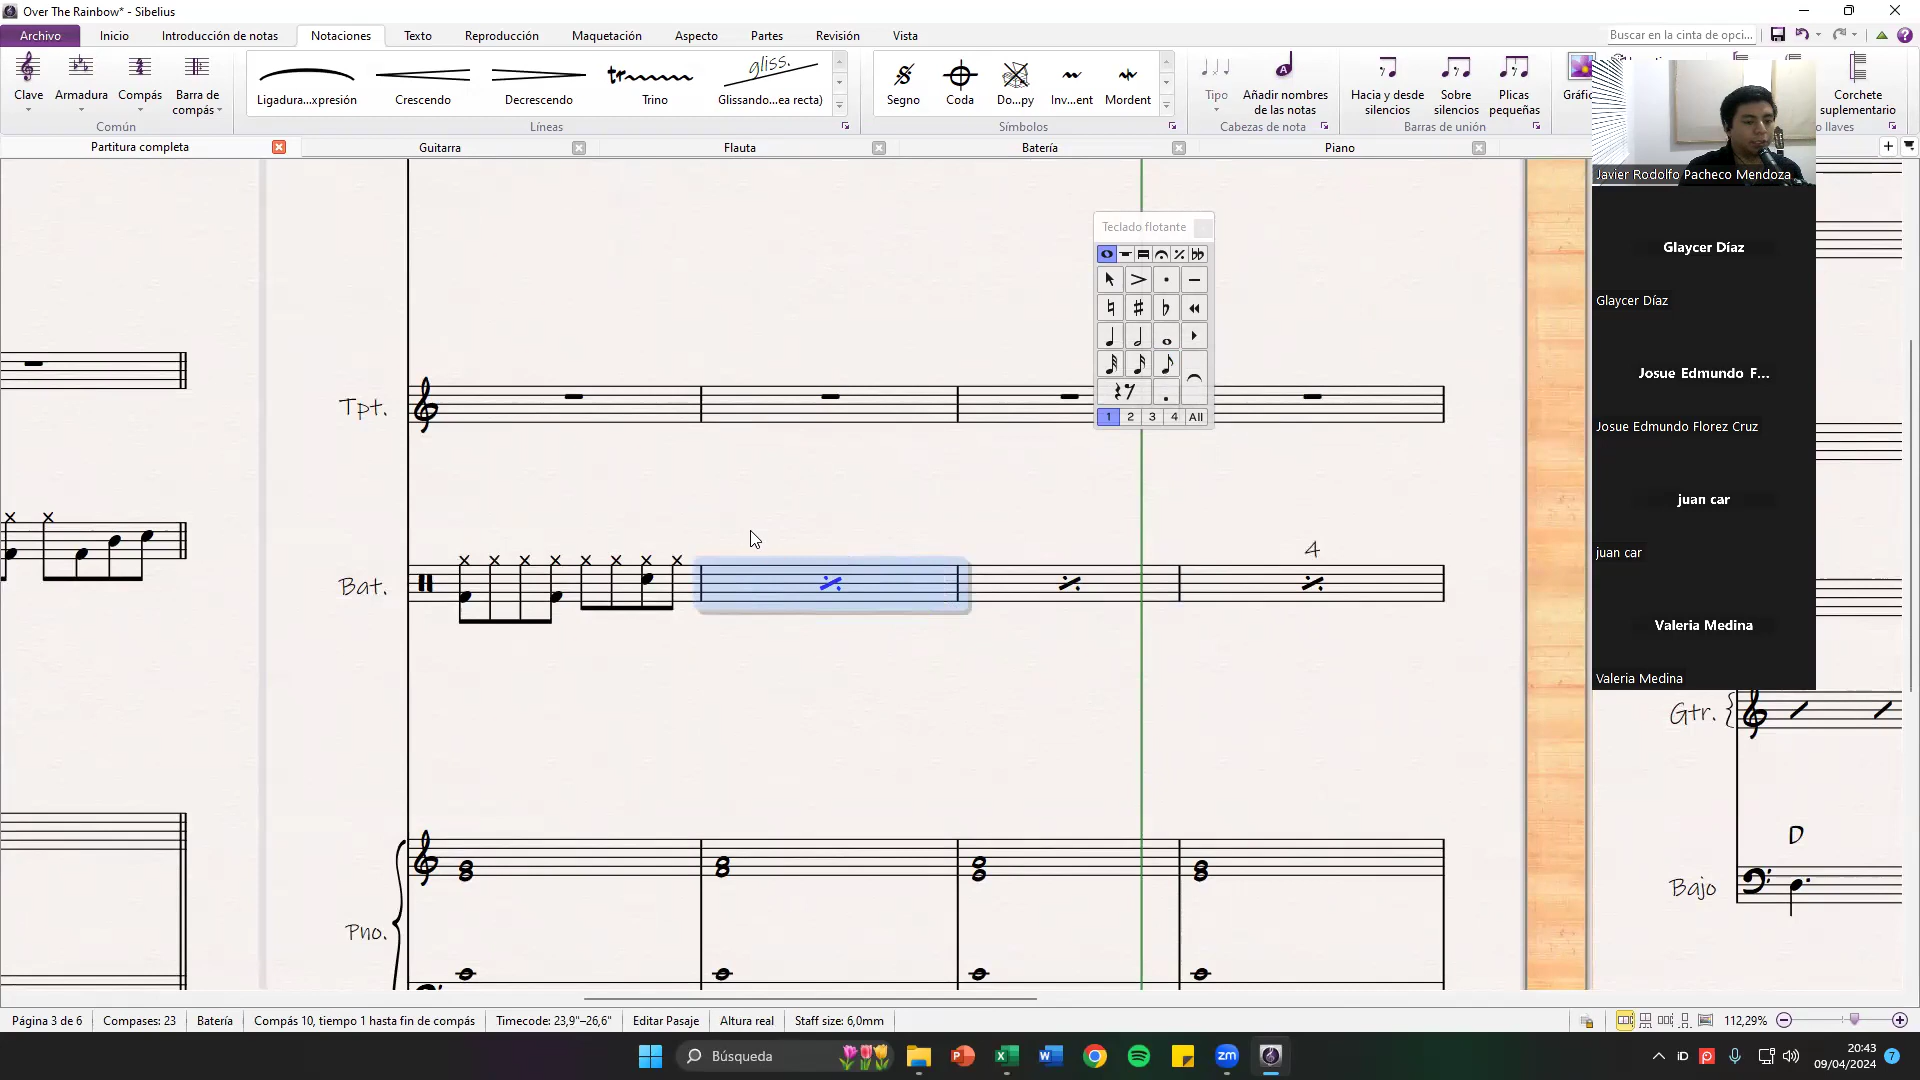 Over The Rainbow* - Sibelius
Archivo Inicio Introducción de notas Notaciones Texto Reproducción Maquetación Aspecto Partes Revisión Vista Buscar en la cinta de opci...
Clave Armadura Compás Barra de compás
Ligadura...xpresión Crescendo Decrescendo Trino Glissando...ea recta)
gliss.
Segno Coda Do...py Inv...ent Mordent
Tipo Añadir nombres de las notas
Hacia y desde silencios Sobre silencios Plicas pequeñas
Corchete suplementario
Común Líneas Símbolos Cabezas de nota Barras de unión o llaves
Partitura completa Guitarra Flauta Batería Piano
Javier Rodolfo Pacheco Mendoza
Teclado flotante
1 2 3 4 All
Glaycer Díaz
Glaycer Díaz
Josue Edmundo F...
Josue Edmundo Florez Cruz
juan car
juan car
Valeria Medina
Valeria Medina
Tpt.
4
Bat.
Gtr.
D
Bajo
Pno.
Página 3 de 6 Compases: 23 Batería Compás 10, tiempo 1 hasta fin de compás Timecode: 23,9"–26,6" Editar Pasaje Altura real Staff size: 6,0mm 112,29%
Búsqueda
20:43
09/04/2024
7